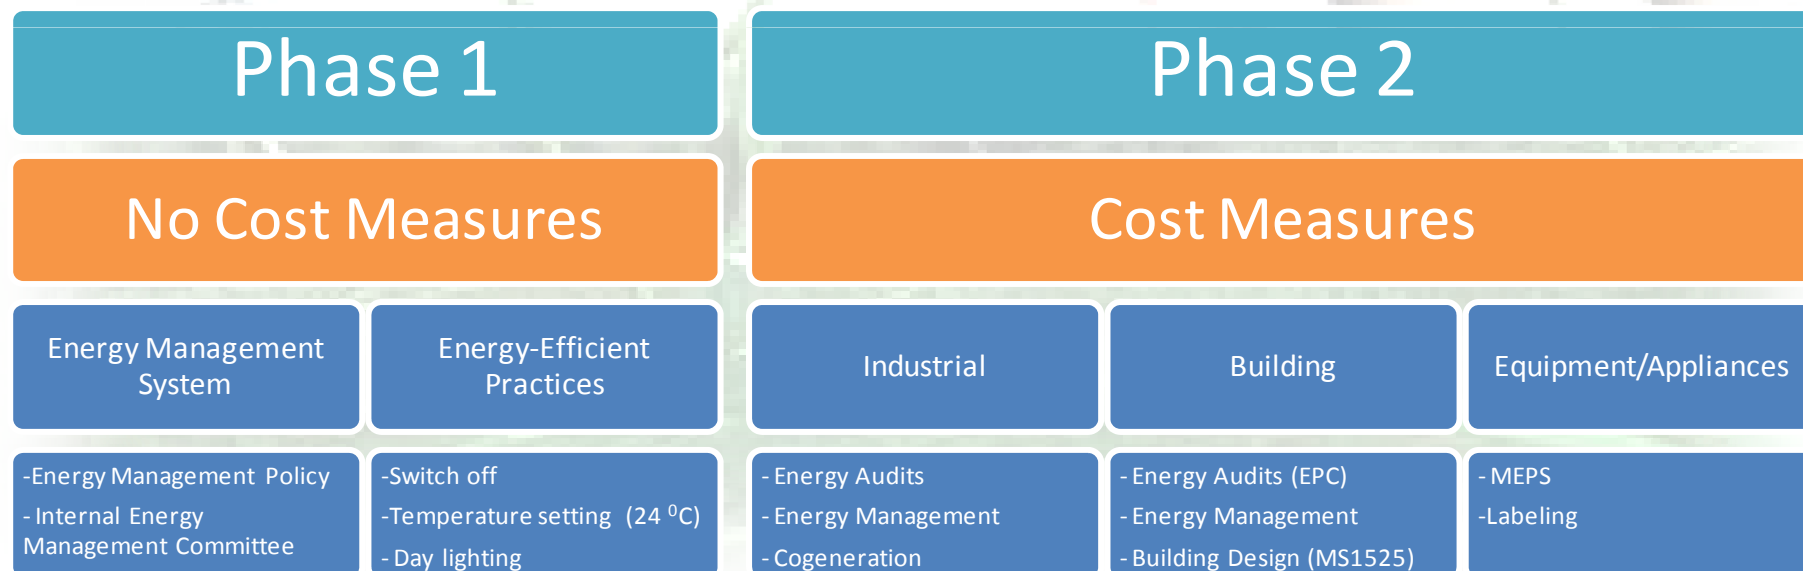 Phase 1
Phase 2
No Cost Measures
Cost Measures
Energy Management
System
Energy-Efficient
Practices
Industrial
Building
Equipment/Appliances
-Energy Management Policy
- Internal Energy
Management Committee
-Switch off
-Temperature setting (24 ⁰C)
- Day lighting
- Energy Audits
- Energy Management
- Cogeneration
- Energy Audits (EPC)
- Energy Management
- Building Design (MS1525)
- MEPS
-Labeling